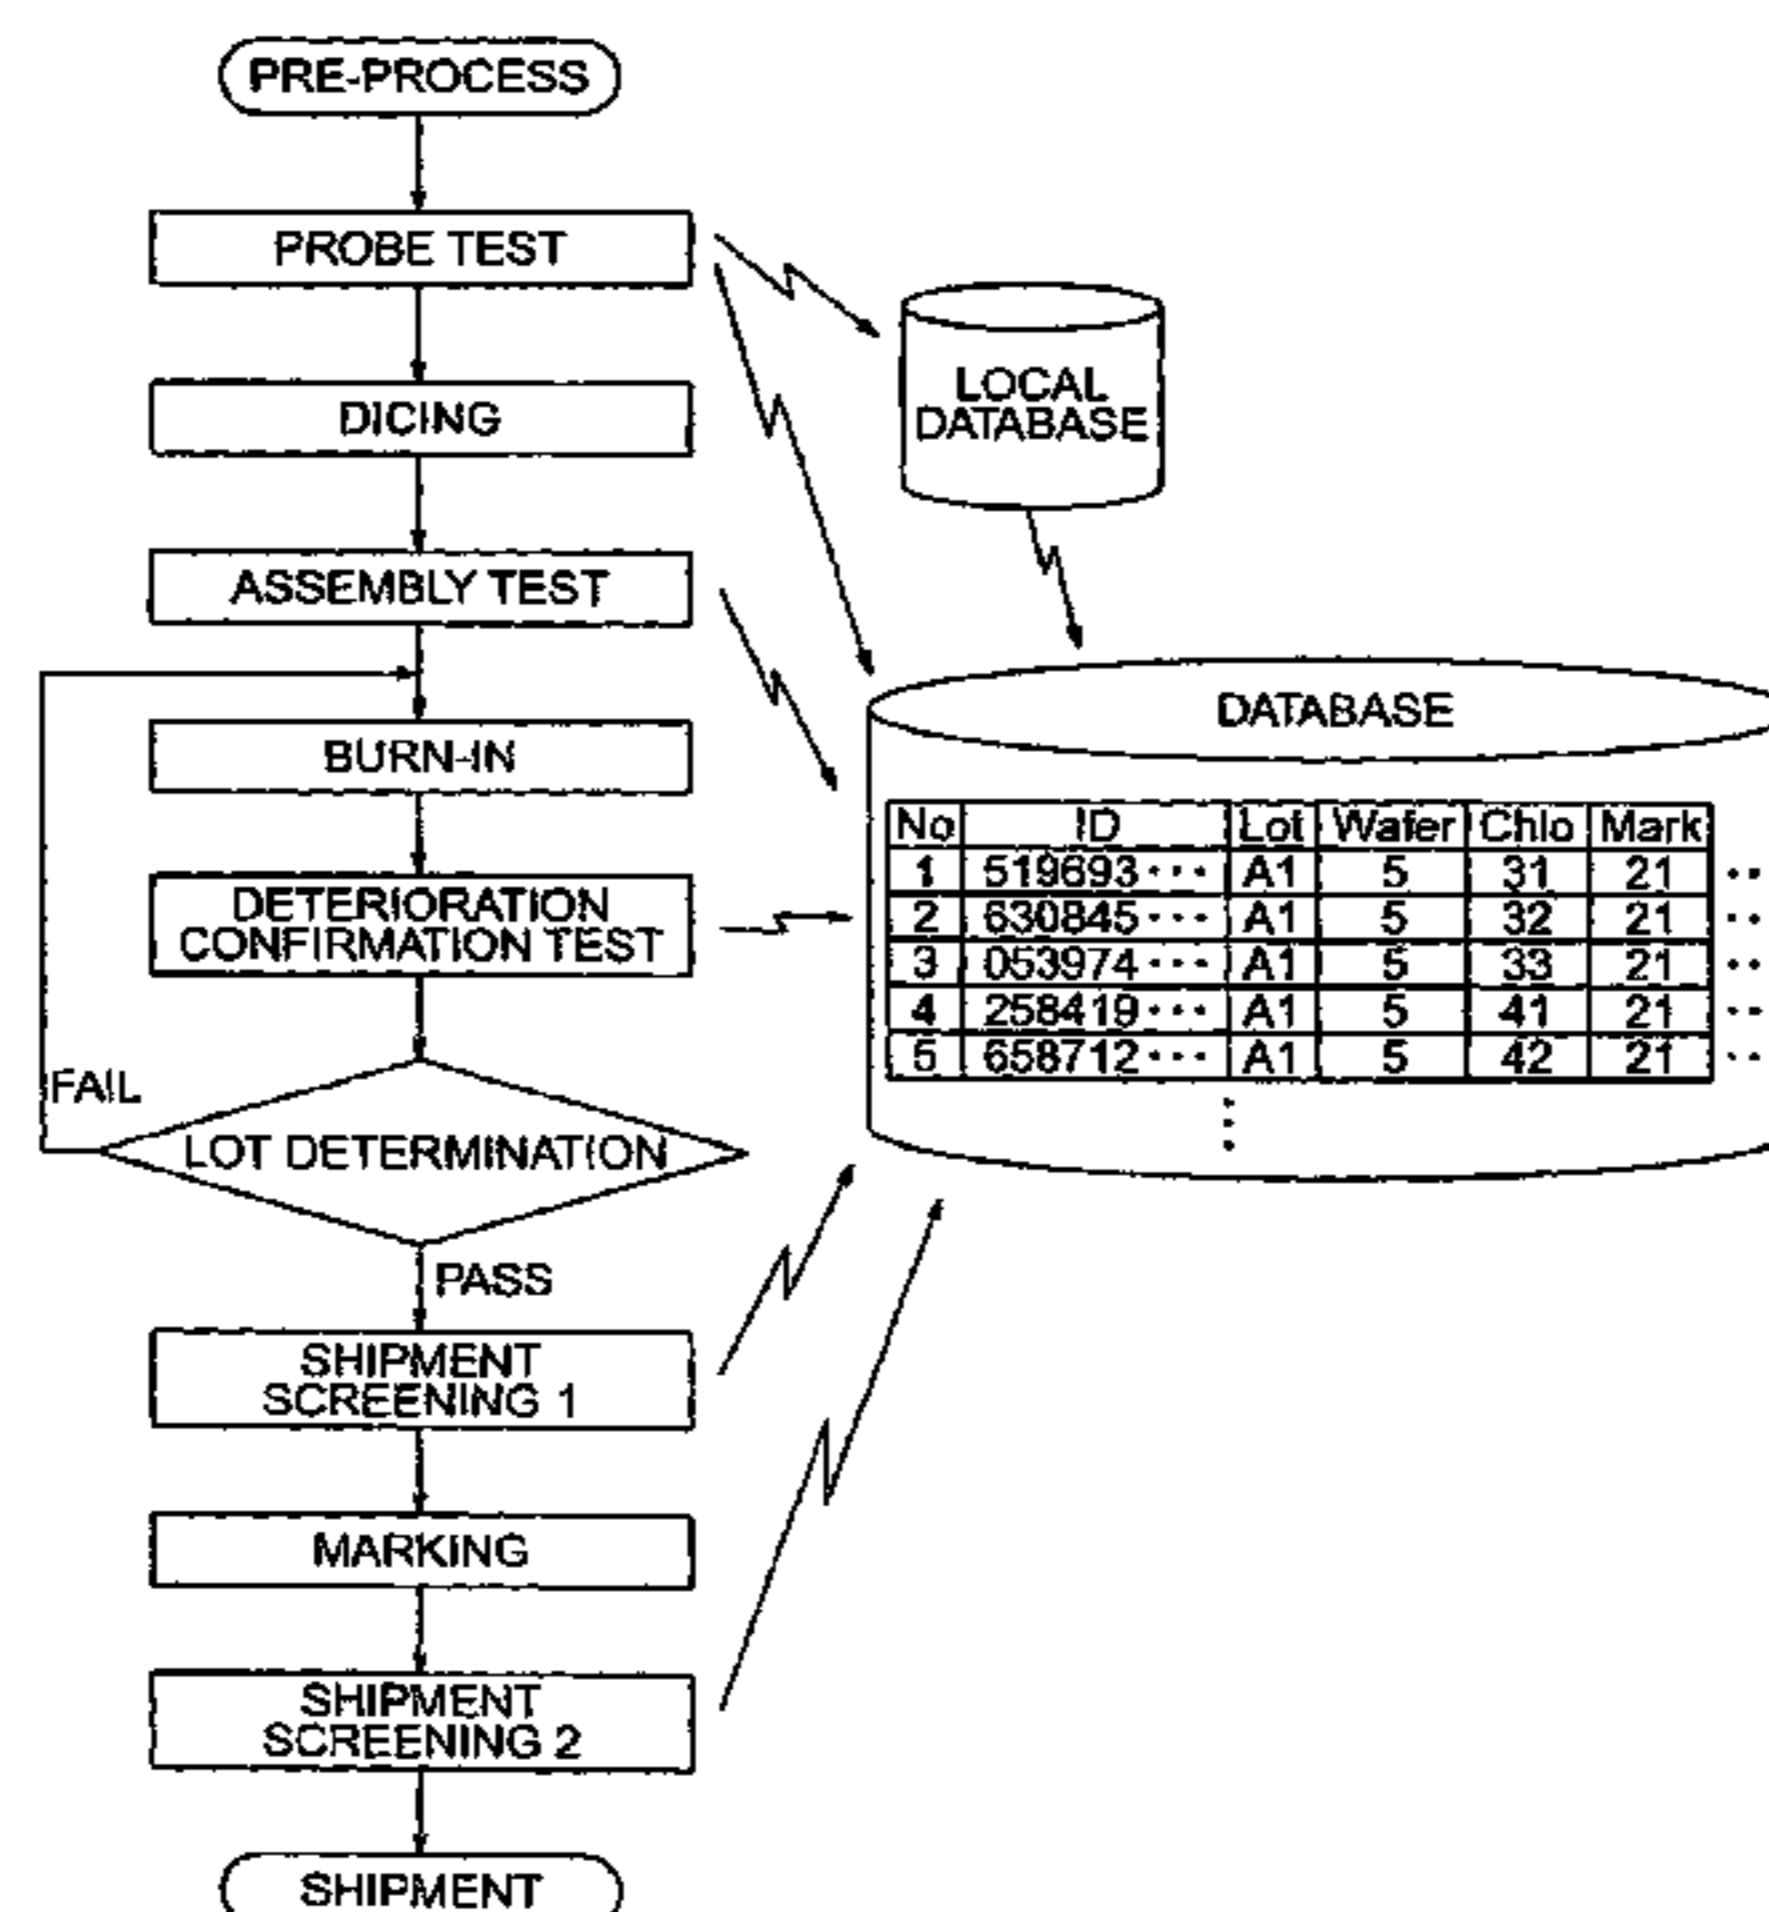 PRE-PROCESS
PROBE TEST
DICING
ASSEMBLY TEST
BURN-IN
DETERIORATION
CONFIRMATION TEST
FAIL
LOT DETERMINATION
PASS
SHIPMENT
SCREENING 1
MARKING
SHIPMENT
SCREENING 2
SHIPMENT
LOCAL
DATABASE
DATABASE
No ID Lot Wafer Chlo Mark
1 519693··· A1 5 31 21 ··
2 630845··· A1 5 32 21 ··
3 053974··· A1 5 33 21 ··
4 258419··· A1 5 41 21 ··
5 658712··· A1 5 42 21 ··